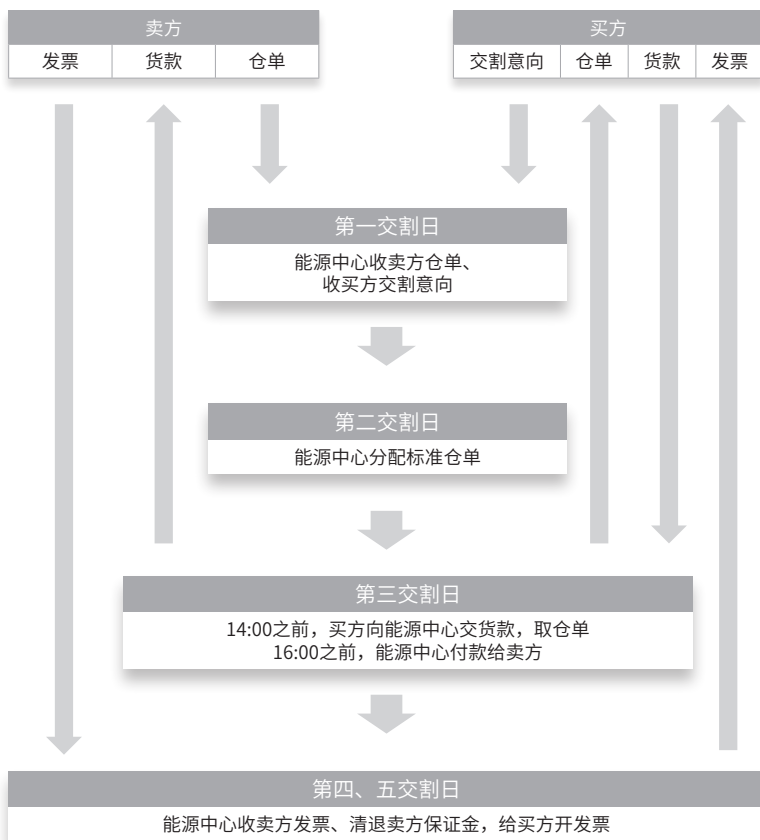 卖方
发票 货款 仓单
买方
交割意向 仓单 货款 发票
第一交割日
能源中心收卖方仓单、
收买方交割意向
第二交割日
能源中心分配标准仓单
第三交割日
14:00之前，买方向能源中心交货款，取仓单
16:00之前，能源中心付款给卖方
第四、五交割日
能源中心收卖方发票、清退卖方保证金，给买方开发票